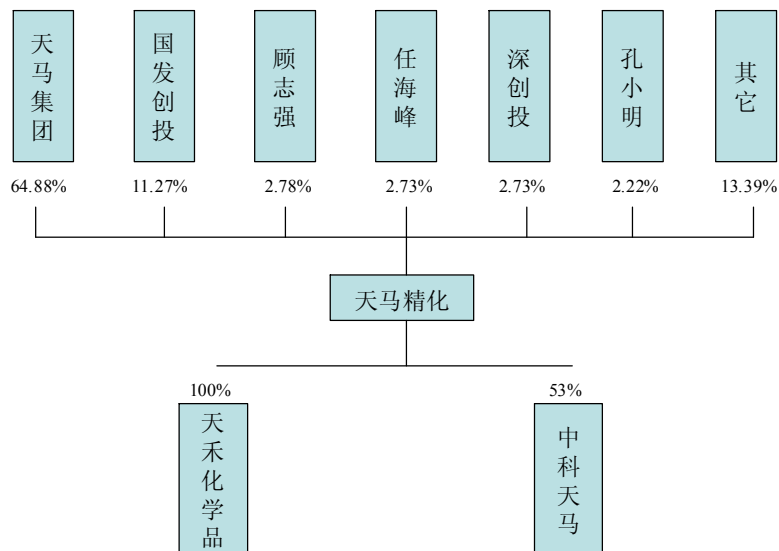 天马集团
国发创投
顾志强
任海峰
深创投
孔小明
其它
64.88%
11.27%
2.78%
2.73%
2.73%
2.22%
13.39%
天马精化
100%
53%
天禾化学品
中科天马